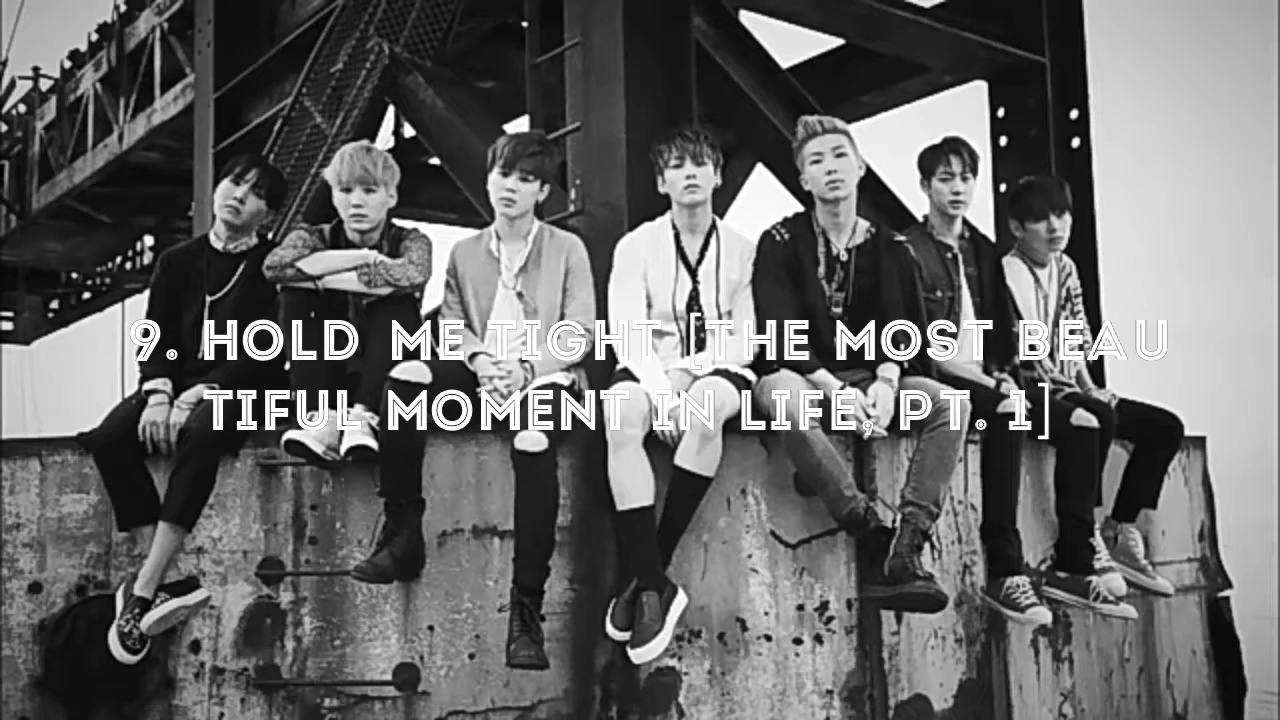 9. HOLD ME TIGHT [THE MOST BEAU
TIFUL MOMENT IN LIFE, PT. 1]